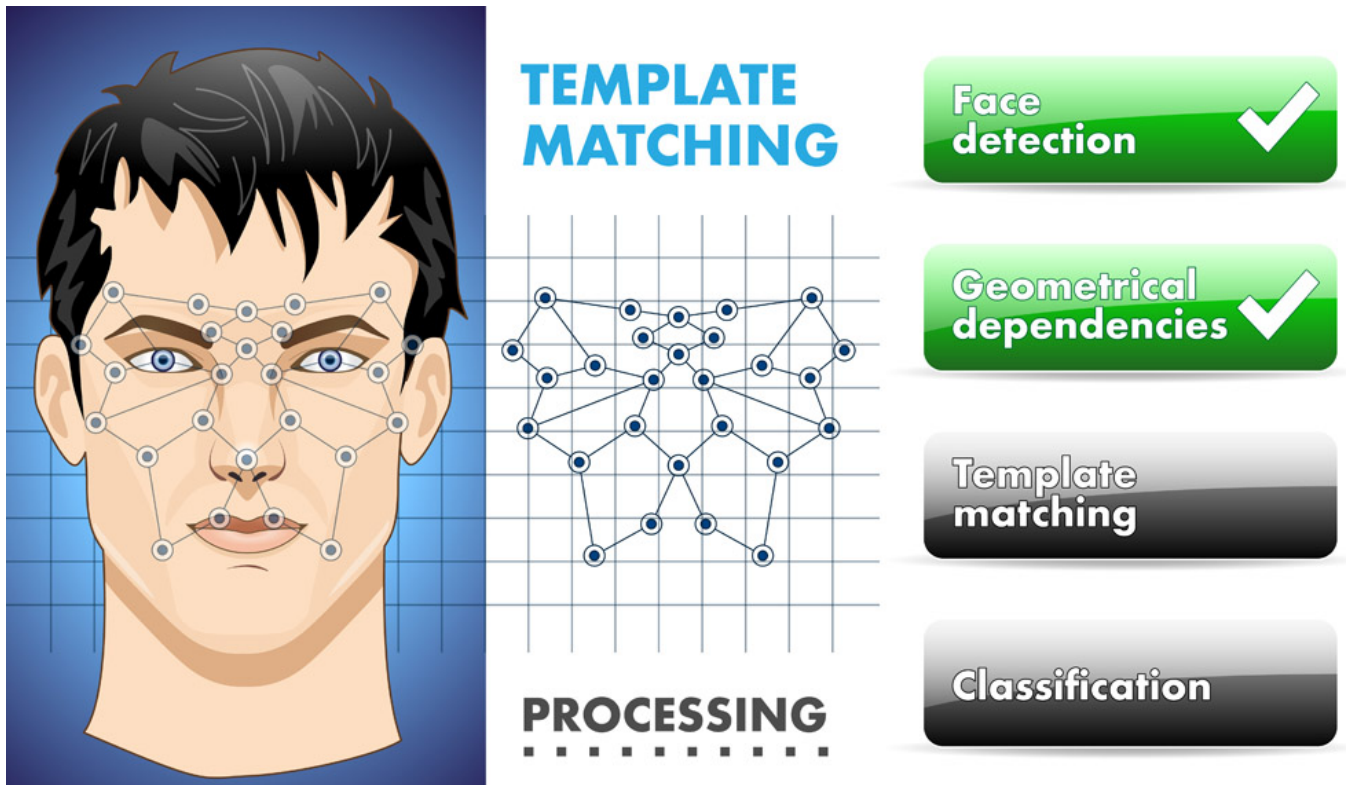 TEMPLATE
MATCHING
PROCESSING
Face
detection
Geometrical
dependencies
Template
matching
Classification